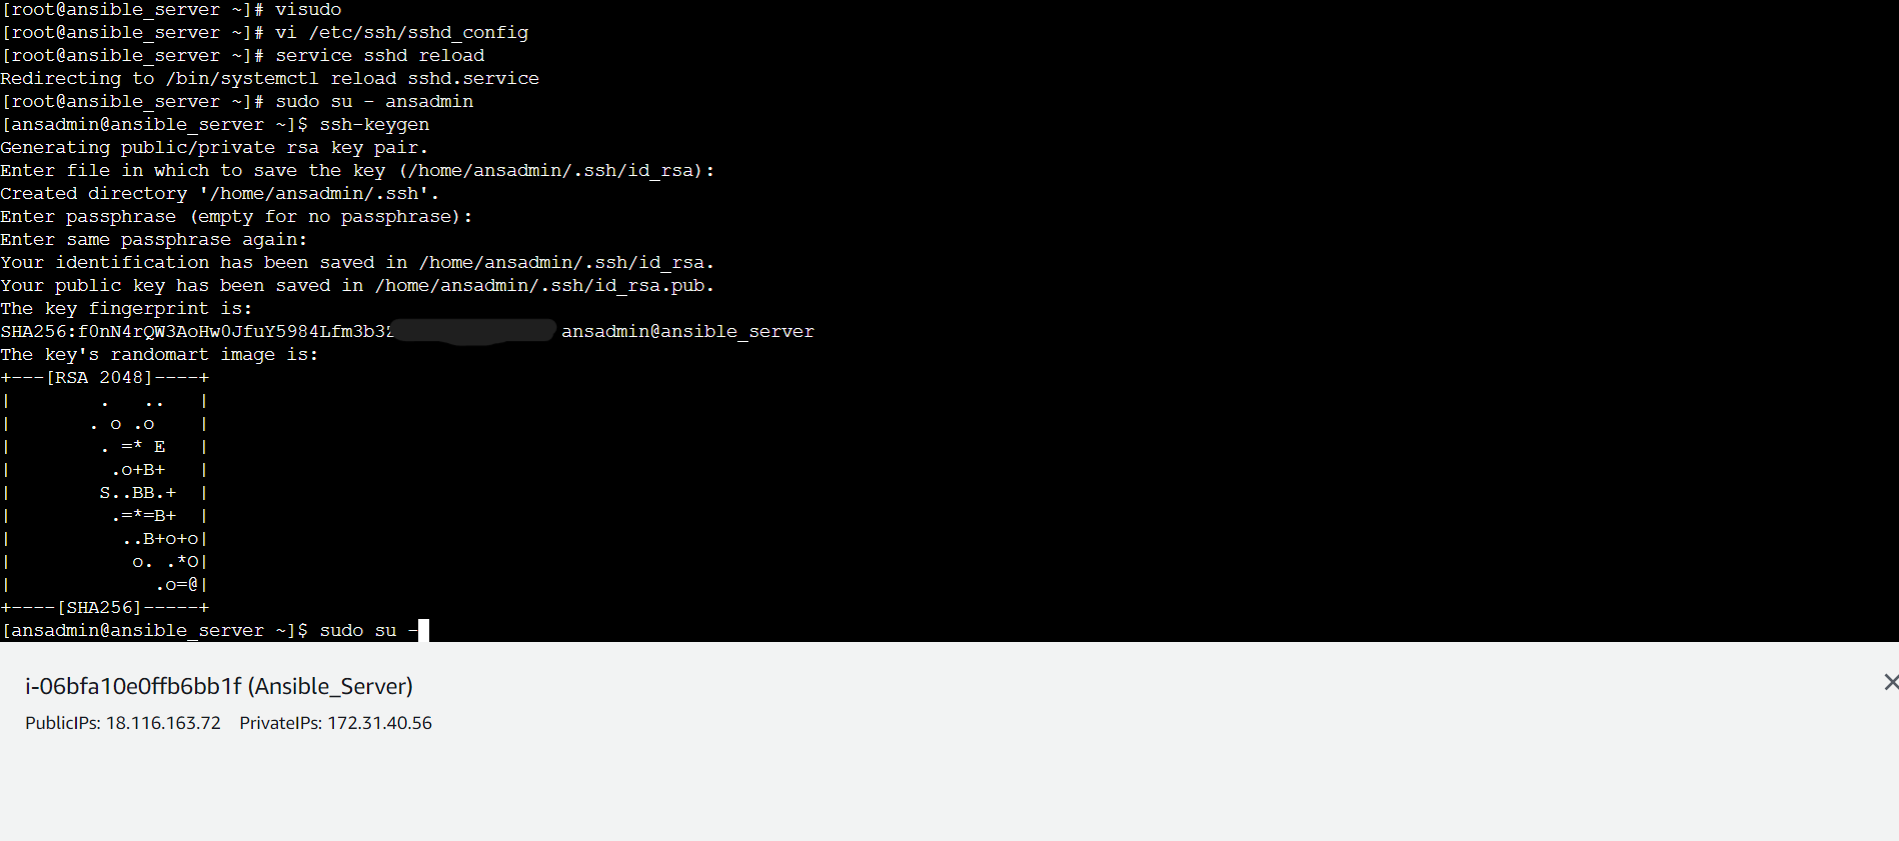 [root@ansible_server ~]# visudo
[root@ansible_server ~]# vi /etc/ssh/sshd_config
[root@ansible_server ~]# service sshd reload
Redirecting to /bin/systemctl reload sshd.service
[root@ansible_server ~]# sudo su - ansadmin
[ansadmin@ansible_server ~]$ ssh-keygen
Generating public/private rsa key pair.
Enter file in which to save the key (/home/ansadmin/.ssh/id_rsa):
Created directory '/home/ansadmin/.ssh'.
Enter passphrase (empty for no passphrase):
Enter same passphrase again:
Your identification has been saved in /home/ansadmin/.ssh/id_rsa.
Your public key has been saved in /home/ansadmin/.ssh/id_rsa.pub.
The key fingerprint is:
SHA256:f0nN4rQW3AoHw0JfuY5984Lfm3b3 ansadmin@ansible_server
The key's randomart image is:
+---[RSA 2048]----+
|        .   ..   |
|       . o .o    |
|        . =* E   |
|         .o+B+   |
|        S..BB.+  |
|         .=*=B+  |
|          ..B+o+o|
|           o. .*O|
|             .o=@|
+----[SHA256]-----+
[ansadmin@ansible_server ~]$ sudo su -
i-06bfa10e0ffb6bb1f (Ansible_Server)
PublicIPs: 18.116.163.72 PrivateIPs: 172.31.40.56